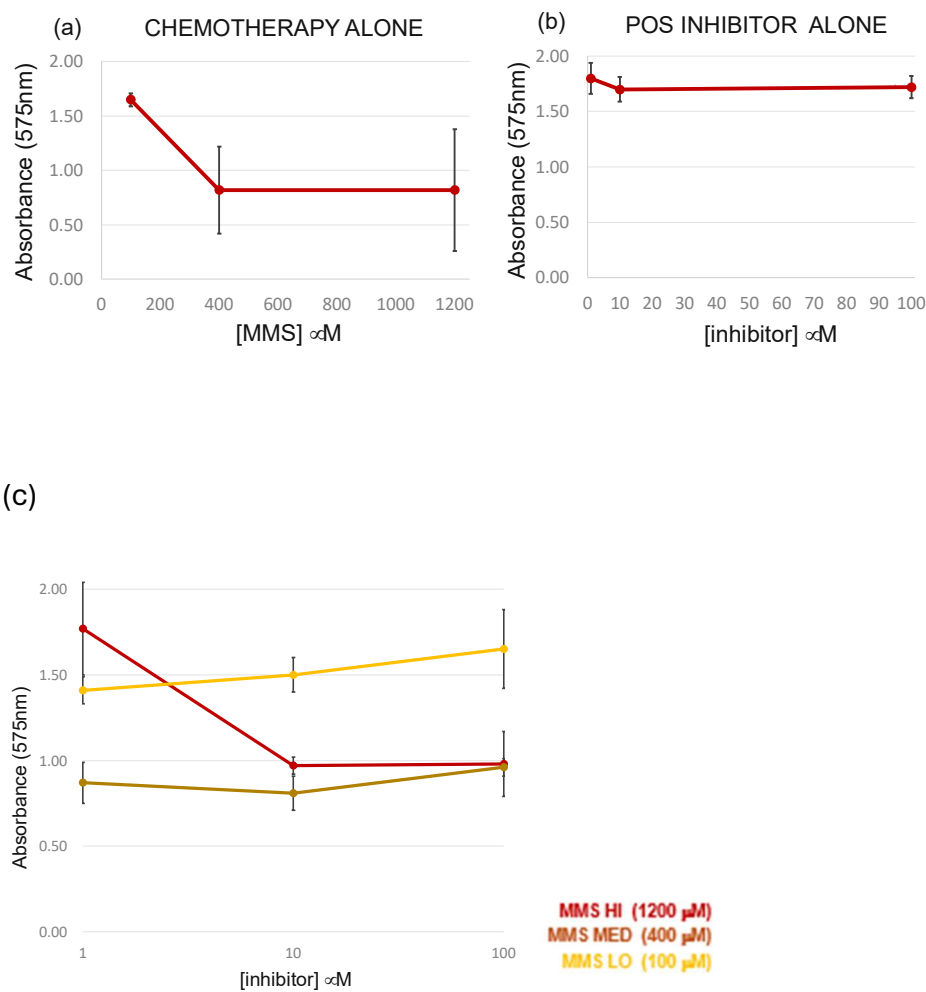 (a) CHEMOTHERAPY ALONE
2.00
1.50
1.00
0.50
0.00
Absorbance (575nm)
0 200 400 600 800 1000 1200
[MMS] ∝M
(b) POS INHIBITOR ALONE
2.00
1.50
1.00
0.50
0.00
Absorbance (575nm)
0 10 20 30 40 50 60 70 80 90 100
[inhibitor] ∝M
(c)
2.00
1.50
1.00
0.50
0.00
Absorbance (575nm)
1 10 100
[inhibitor] ∝M
MMS HI (1200 µM)
MMS MED (400 µM)
MMS LO (100 µM)